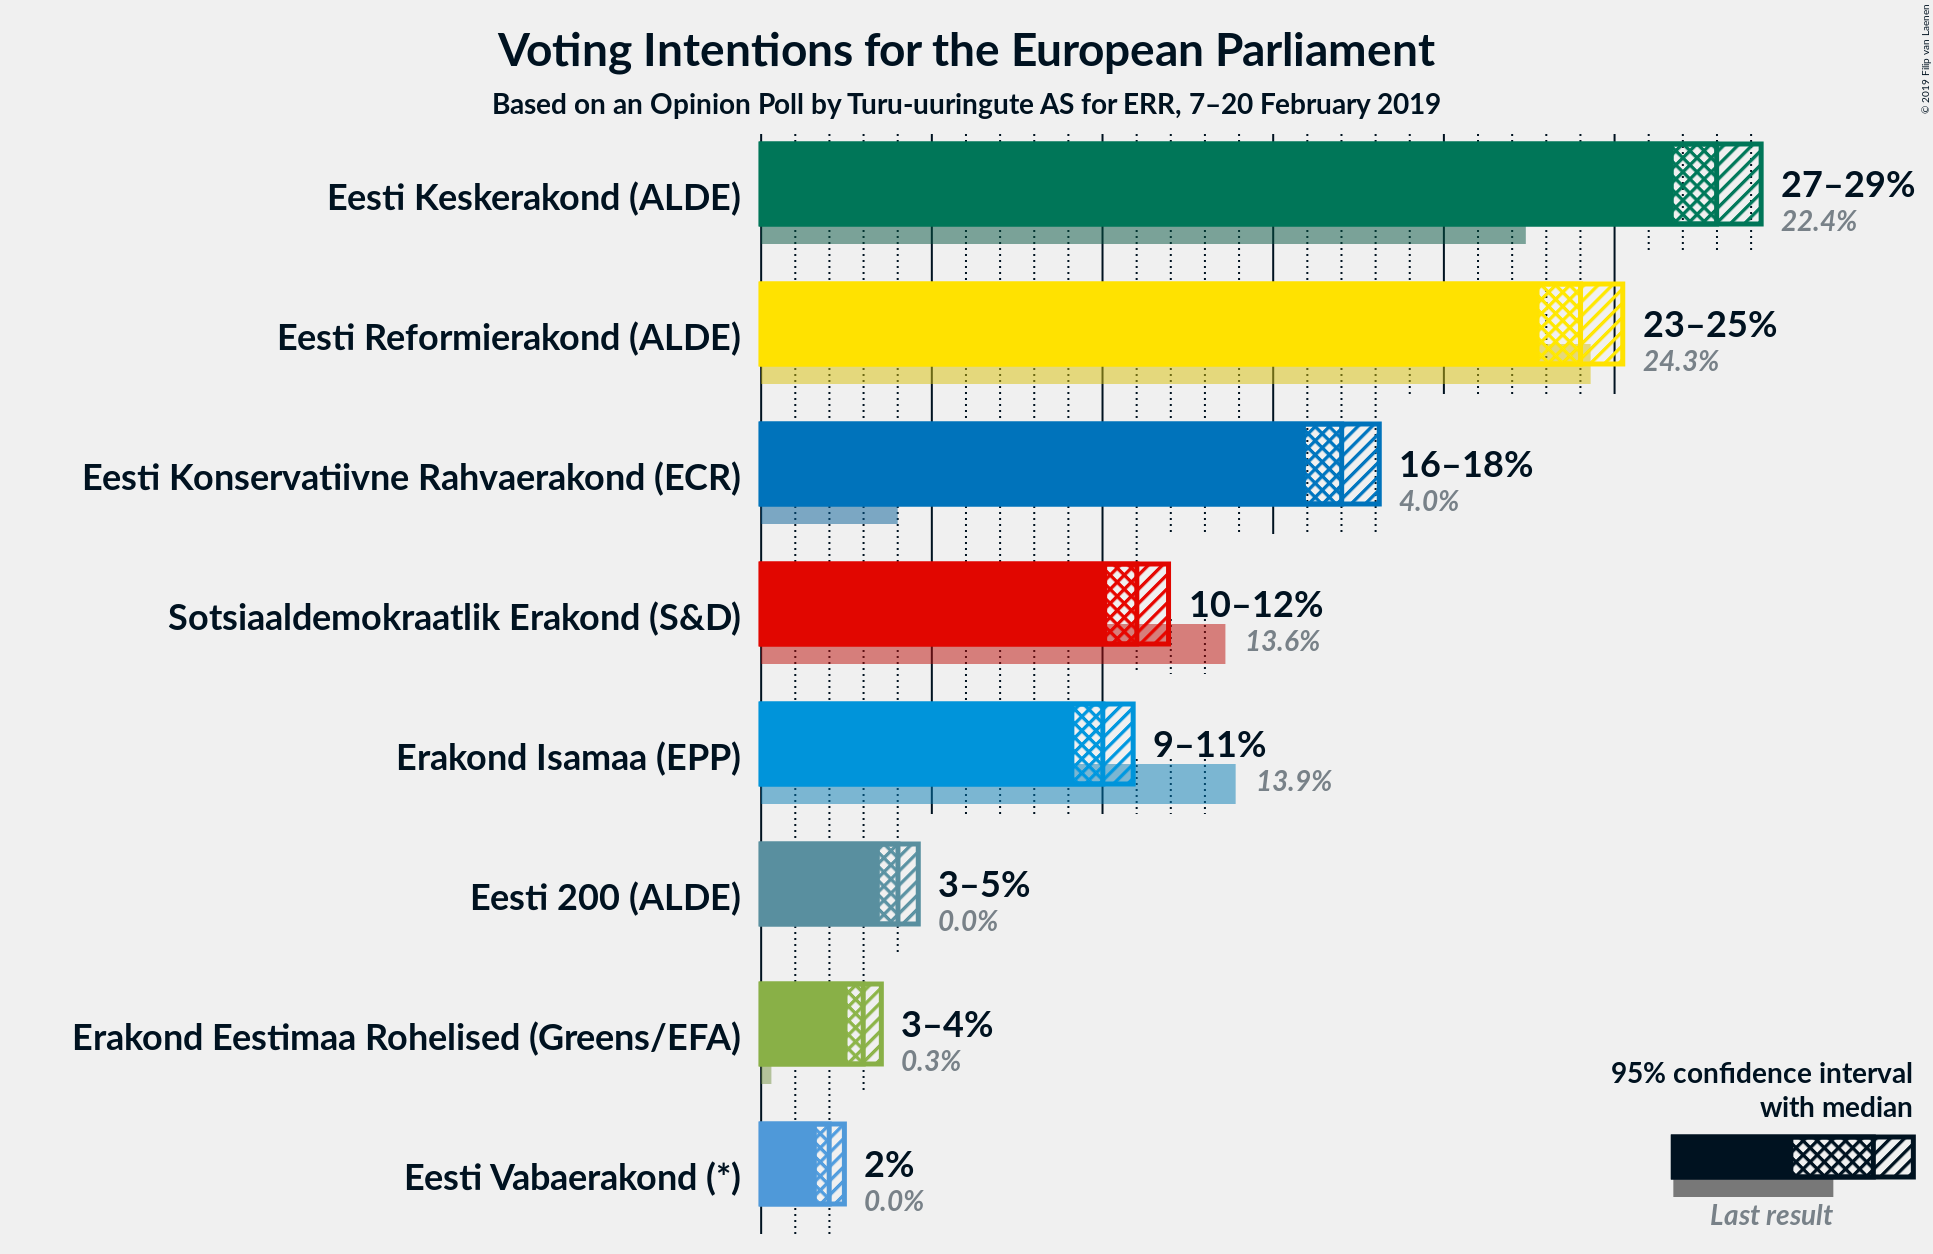 Voting Intentions for the European Parliament
Based on an Opinion Poll by Turu-uuringute AS for ERR, 7–20 February 2019
© 2019 Filip van Laenen
Eesti Keskerakond (ALDE)
27–29%
22.4%
Eesti Reformierakond (ALDE)
23–25%
24.3%
Eesti Konservatiivne Rahvaerakond (ECR)
16–18%
4.0%
Sotsiaaldemokraatlik Erakond (S&D)
10–12%
13.6%
Erakond Isamaa (EPP)
9–11%
13.9%
Eesti 200 (ALDE)
3–5%
0.0%
Erakond Eestimaa Rohelised (Greens/EFA)
3–4%
0.3%
Eesti Vabaerakond (*)
2%
0.0%
95% confidence interval
with median
Last result